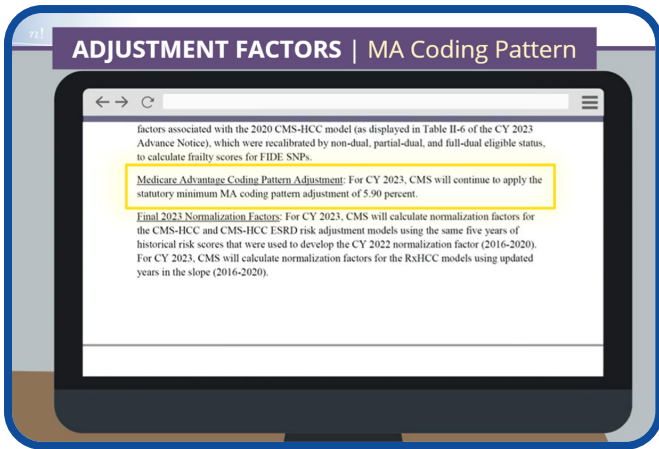 n!
ADJUSTMENT FACTORS | MA Coding Pattern
factors associated with the 2020 CMS-HCC model (as displayed in Table II-6 of the CY 2023
Advance Notice), which were recalibrated by non-dual, partial-dual, and full-dual eligible status,
to calculate frailty scores for FIDE SNPs.
Medicare Advantage Coding Pattern Adjustment: For CY 2023, CMS will continue to apply the
statutory minimum MA coding pattern adjustment of 5.90 percent.
Final 2023 Normalization Factors: For CY 2023, CMS will calculate normalization factors for
the CMS-HCC and CMS-HCC ESRD risk adjustment models using the same five years of
historical risk scores that were used to develop the CY 2022 normalization factor (2016-2020).
For CY 2023, CMS will calculate normalization factors for the RxHCC models using updated
years in the slope (2016-2020).